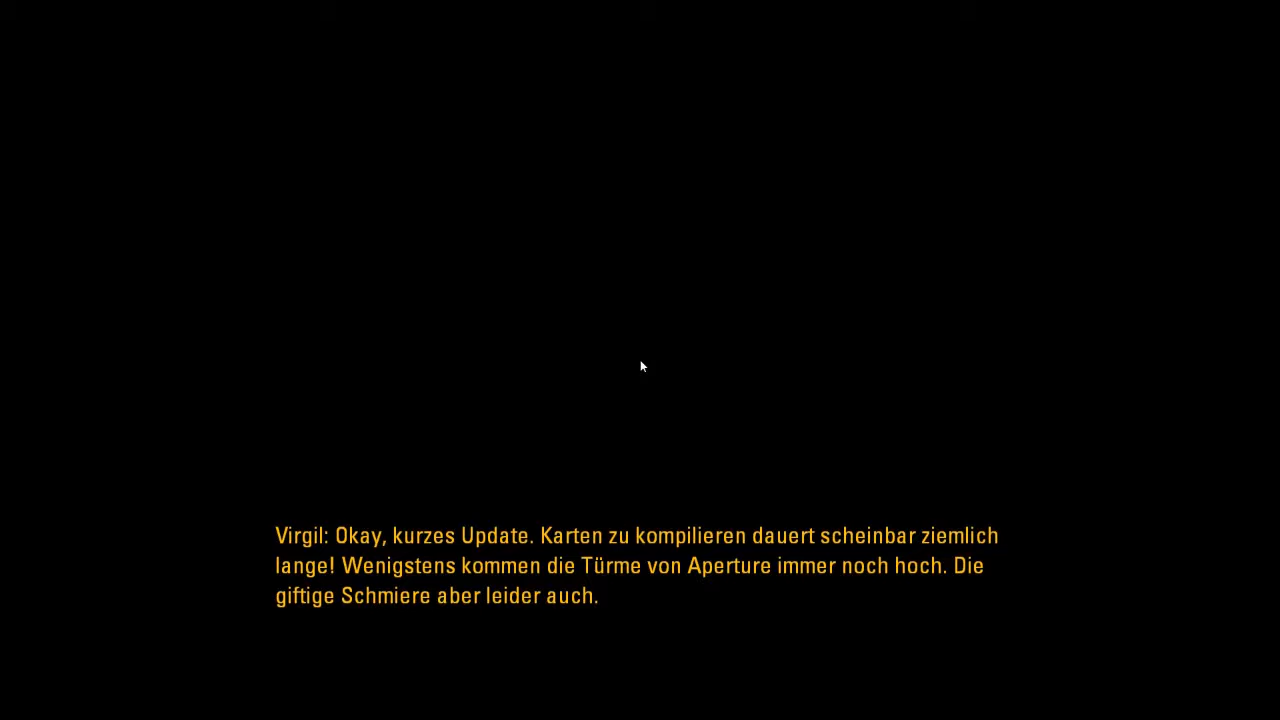 Virgil: Okay, kurzes Update. Karten zu kompilieren dauert scheinbar ziemlich
lange! Wenigstens kommen die Türme von Aperture immer noch hoch. Die
giftige Schmiere aber leider auch.